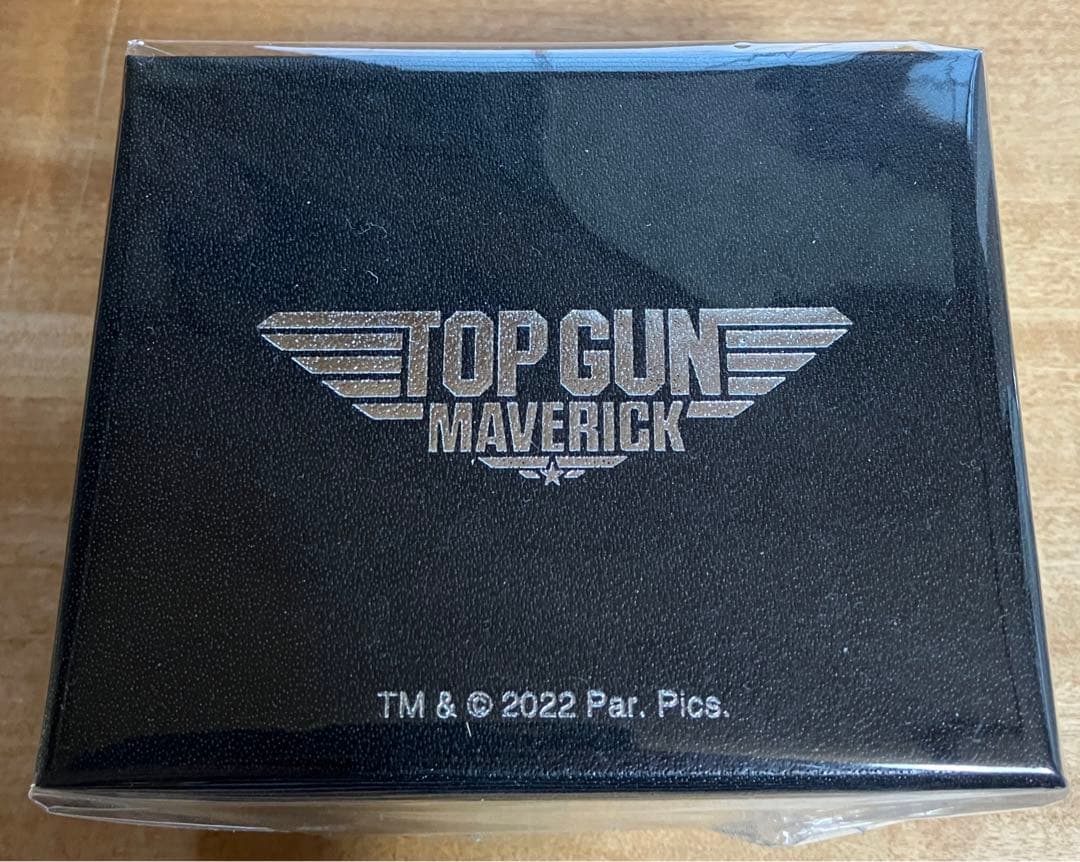 TOP GUN
MAVERICK
TM & © 2022 Par. Pics.